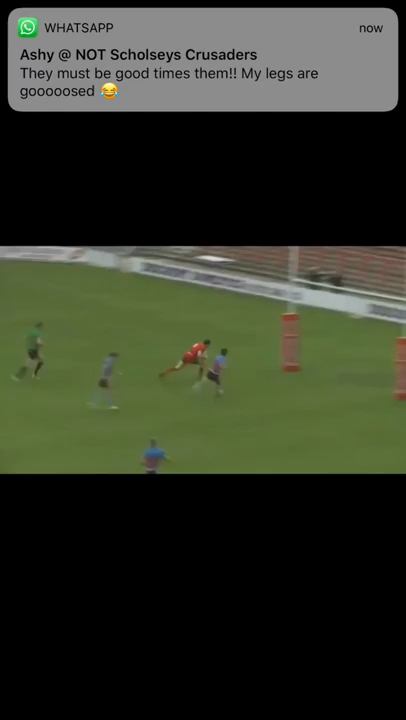 WHATSAPP
now
Ashy @ NOT Scholseys Crusaders
They must be good times them!! My legs are
gooooosed 😂